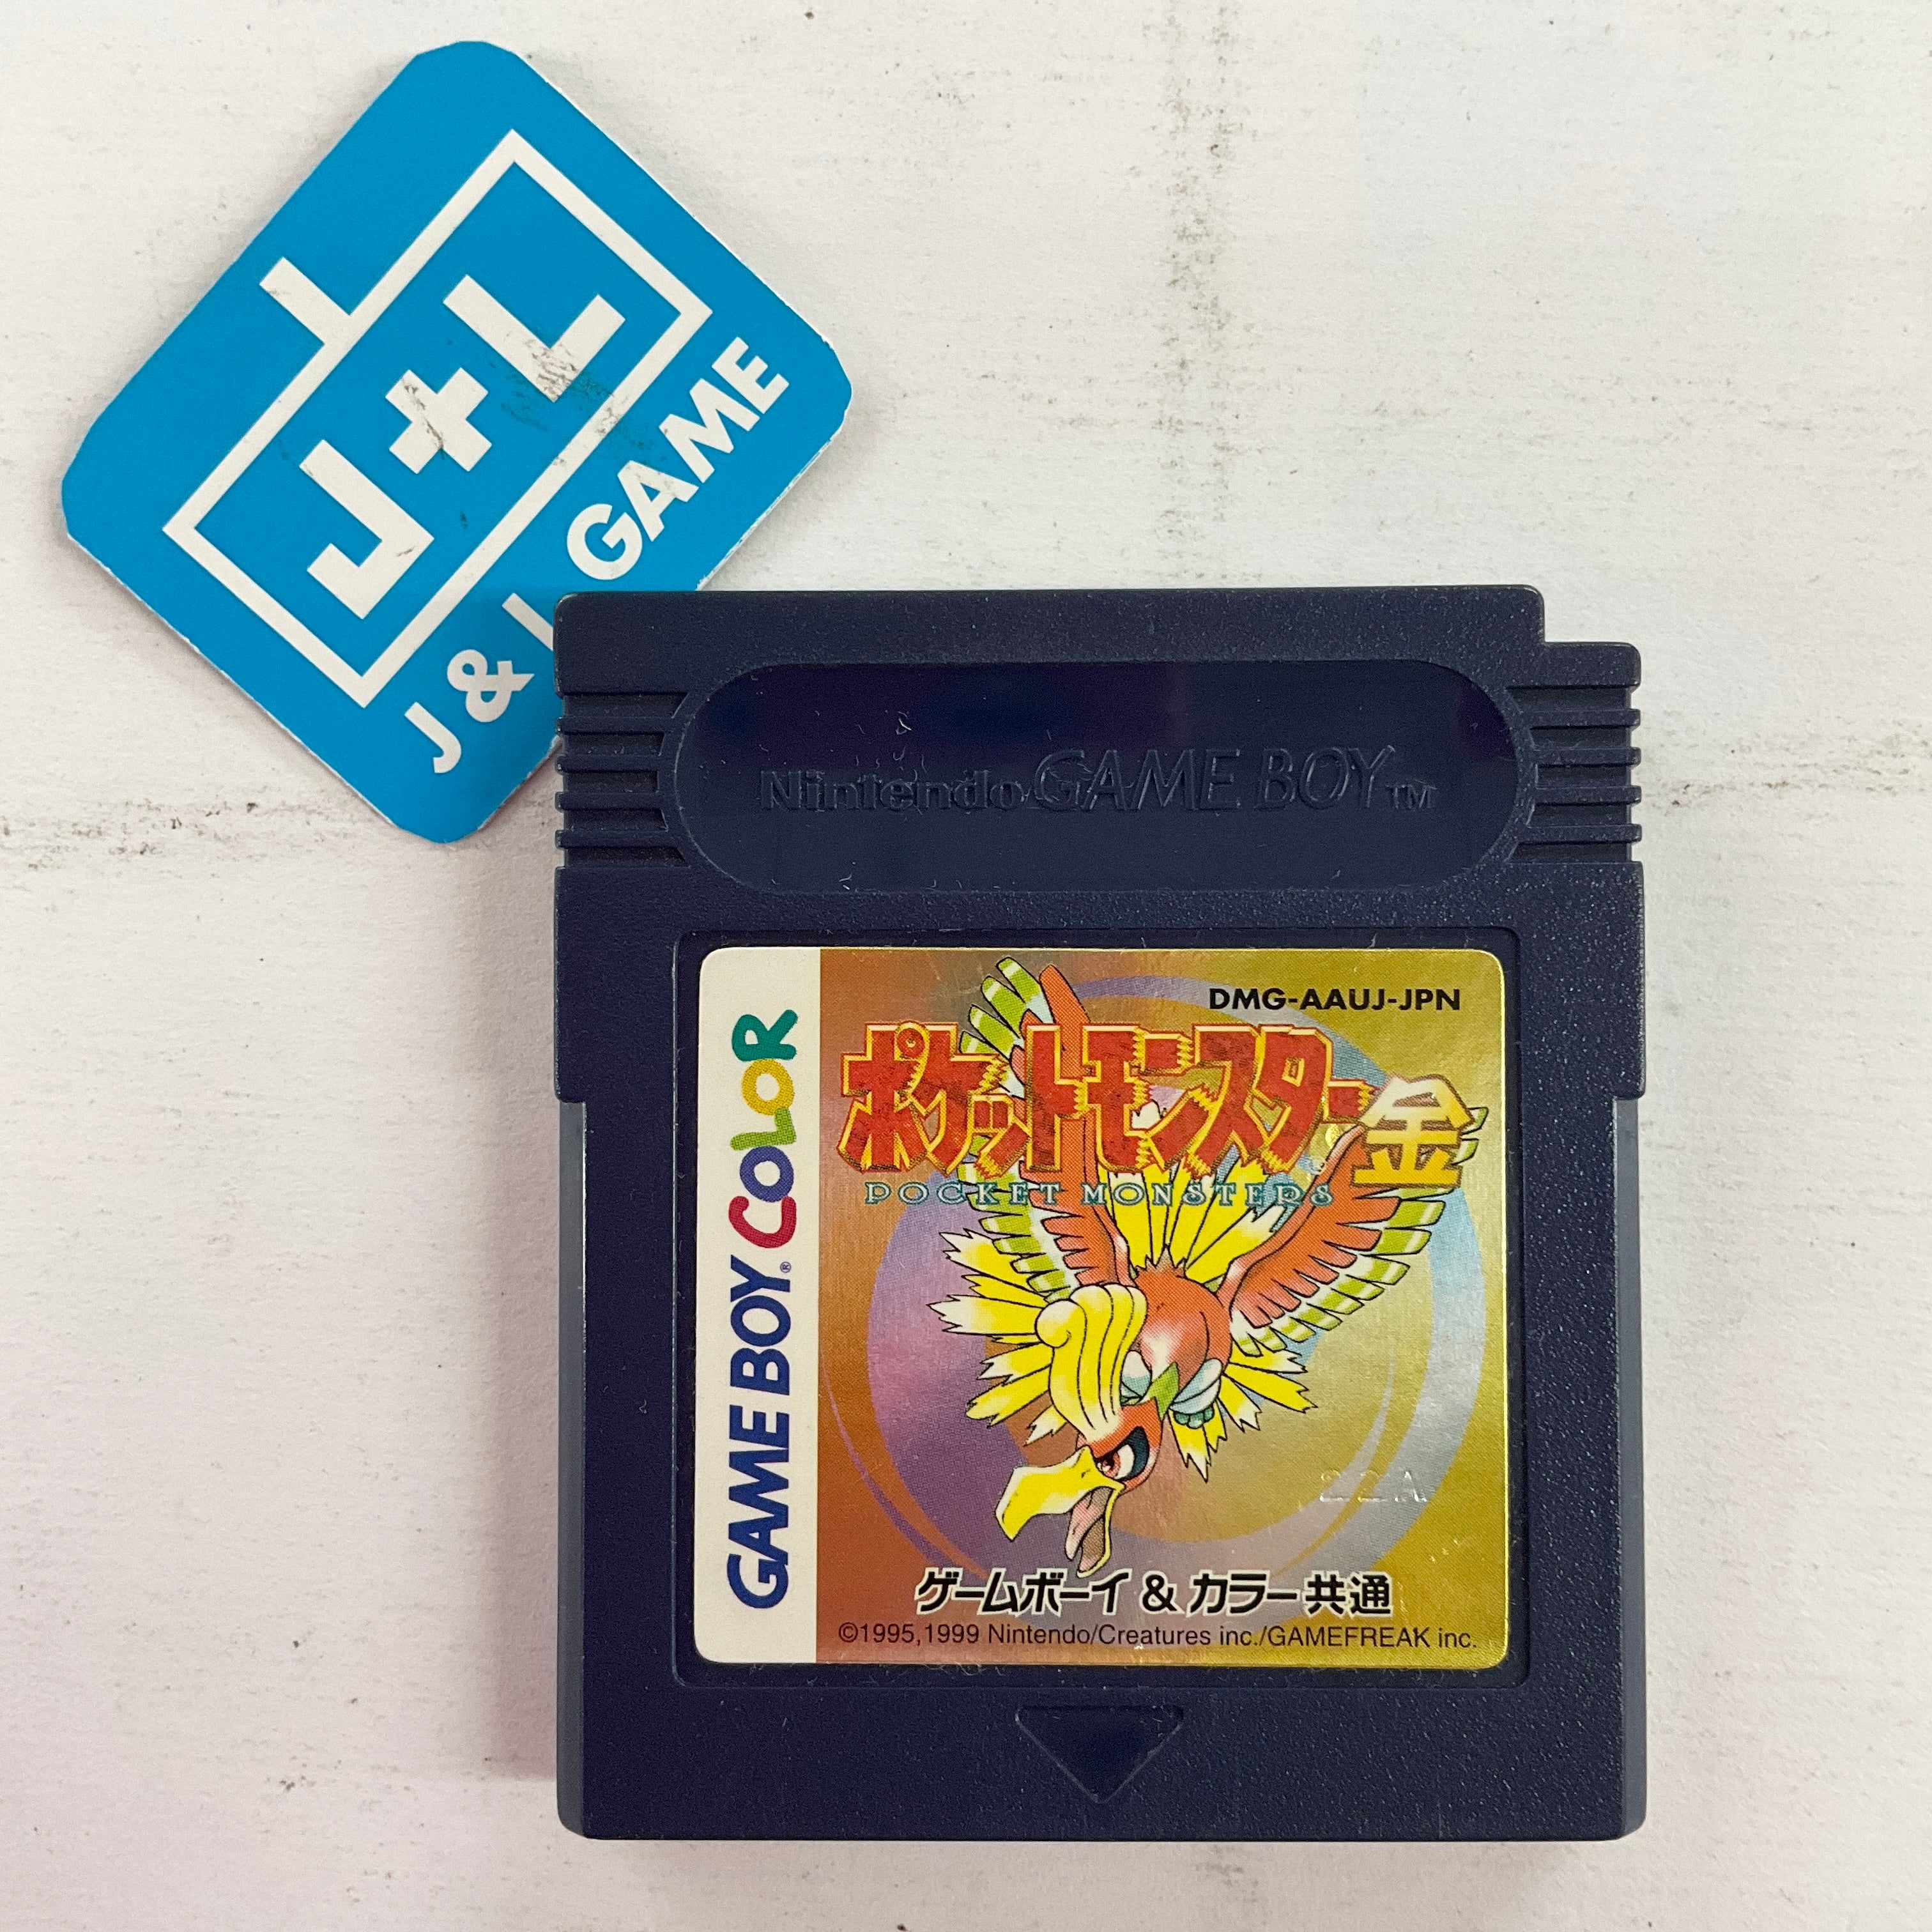 J+L
J & L GAME
Nintendo GAME BOY™
GAME BOY® COLOR
DMG-AAUJ-JPN
ポケットモンスター金
POCKET MONSTERS
22A
ゲームボーイ & カラー共通
©1995,1999 Nintendo/Creatures inc./GAMEFREAK inc.